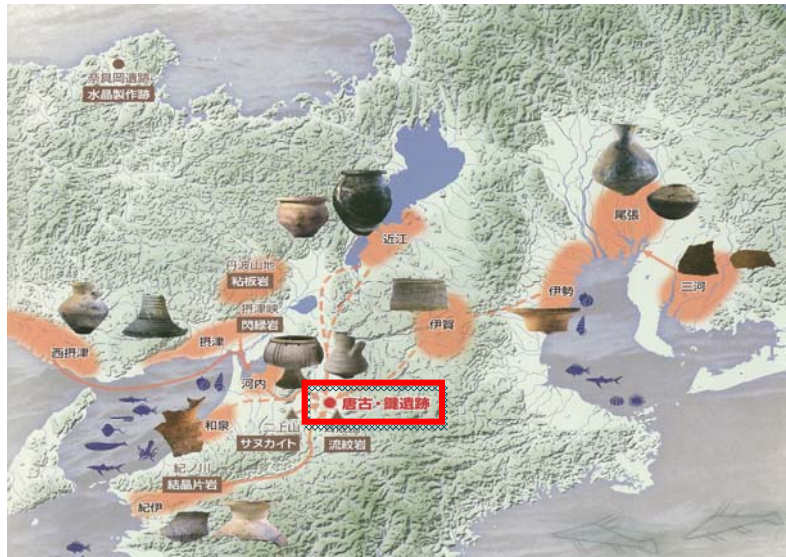 奈具岡遺跡
水晶製作跡
尾張
近江
丹波山地
粘板岩
三河
伊勢
伊賀
摂津峡
閃緑岩
摂津
西摂津
河内
唐古・鍵遺跡
和泉
二上山
サヌカイト
流紋岩
紀ノ川
結晶片岩
紀伊